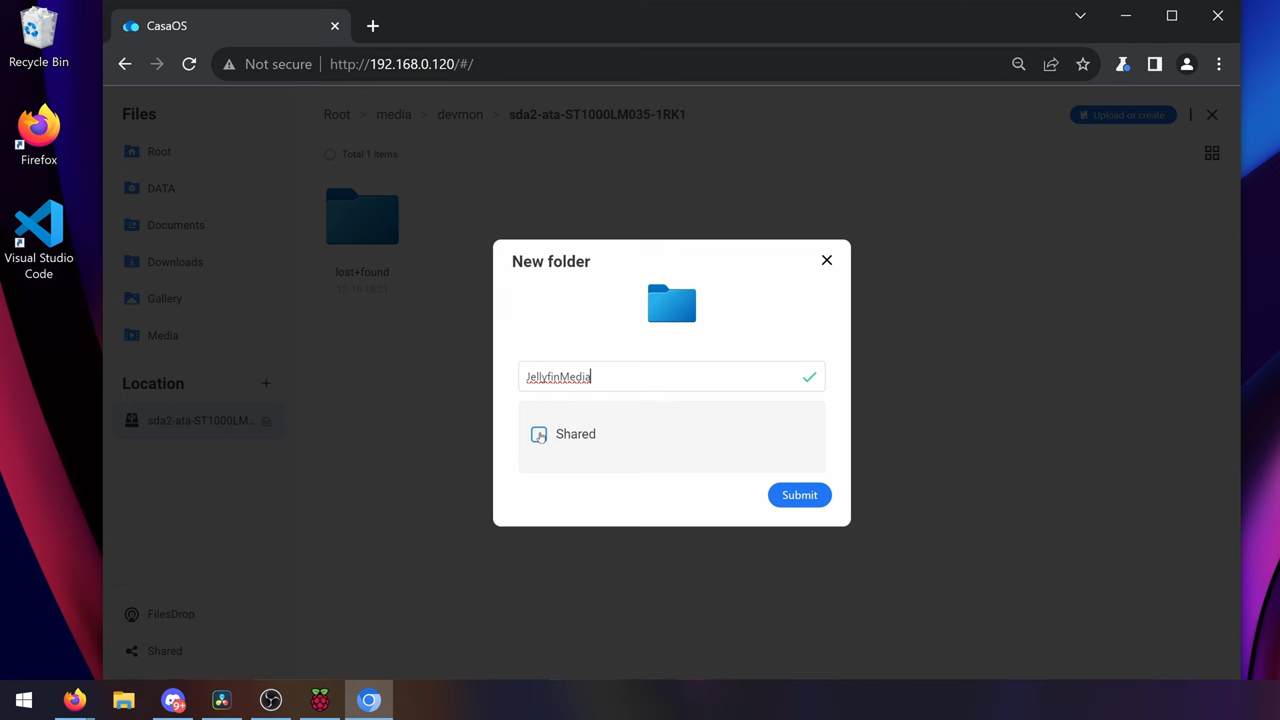 Recycle Bin
Firefox
Visual Studio
Code
CasaOS
Not secure
http://192.168.0.120/#/
Files
Root
DATA
Documents
Downloads
Gallery
Media
Location
sda2-ata-ST1000LM...
FilesDrop
Shared
Root > media > devmon > sda2-ata-ST1000LM035-1RK1
Upload or create
Total 1 items
lost+found
New folder
JellyfinMedia
Shared
Submit
9+